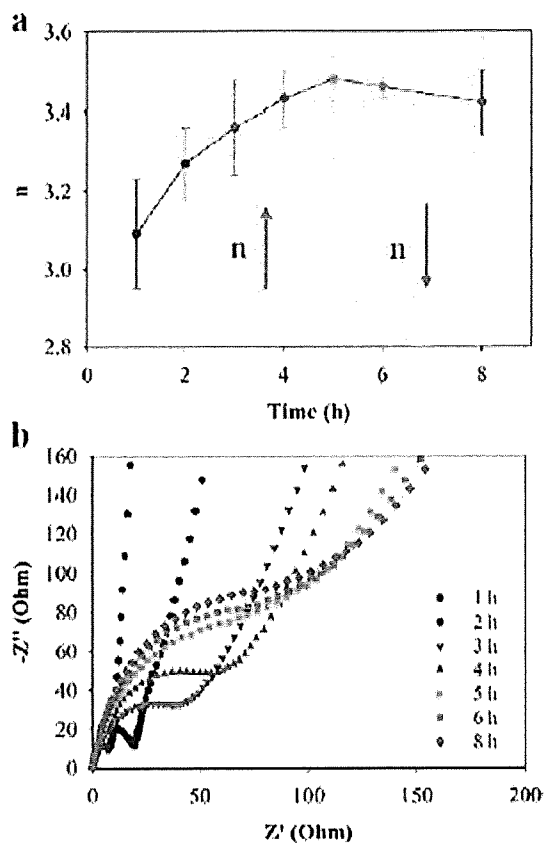 a
3.6
3.4
n
3.2
n n
3.0
2.8
0 2 4 6 8
Time (h)
b
160
140
120
100
-Z'' (Ohm)
80
60
40
20
0
1 h
2 h
3 h
4 h
5 h
6 h
8 h
0 50 100 150 200
Z' (Ohm)